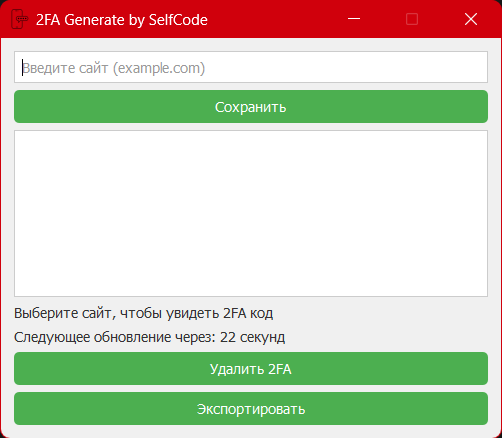 2FA Generate by SelfCode
Введите сайт (example.com)
Сохранить
Выберите сайт, чтобы увидеть 2FA код
Следующее обновление через: 22 секунд
Удалить 2FA
Экспортировать